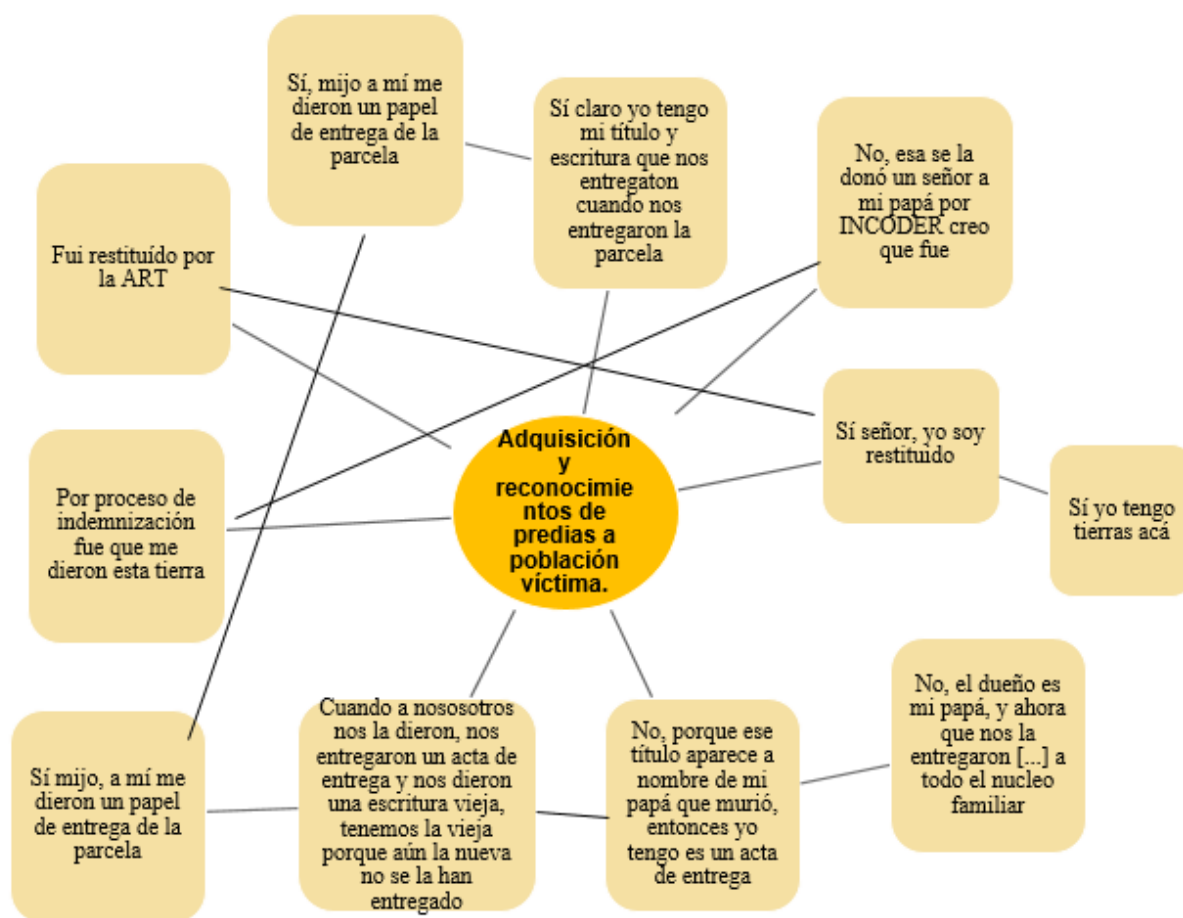 Sí, mijo a mí me
dieron un papel
de entrega de la
parcela
Sí claro yo tengo
mi título y
escritura que nos
entregaton
cuando nos
entregaron la
parcela
No, esa se la
donó un señor a
mi papá por
INCODER creo
que fue
Fui restituído por
la ART
Sí señor, yo soy
restituido
Sí yo tengo
tierras acá
Adquisición
y
reconocimie
ntos de
predias a
población
víctima.
Por proceso de
indemnización
fue que me
dieron esta tierra
Sí mijo, a mí me
dieron un papel
de entrega de la
parcela
Cuando a nososotros
nos la dieron, nos
entregaron un acta de
entrega y nos dieron
una escritura vieja,
tenemos la vieja
porque aún la nueva
no se la han
entregado
No, porque ese
título aparece a
nombre de mi
papá que murió,
entonces yo
tengo es un acta
de entrega
No, el dueño es
mi papá, y ahora
que nos la
entregaron [...] a
todo el nucleo
familiar